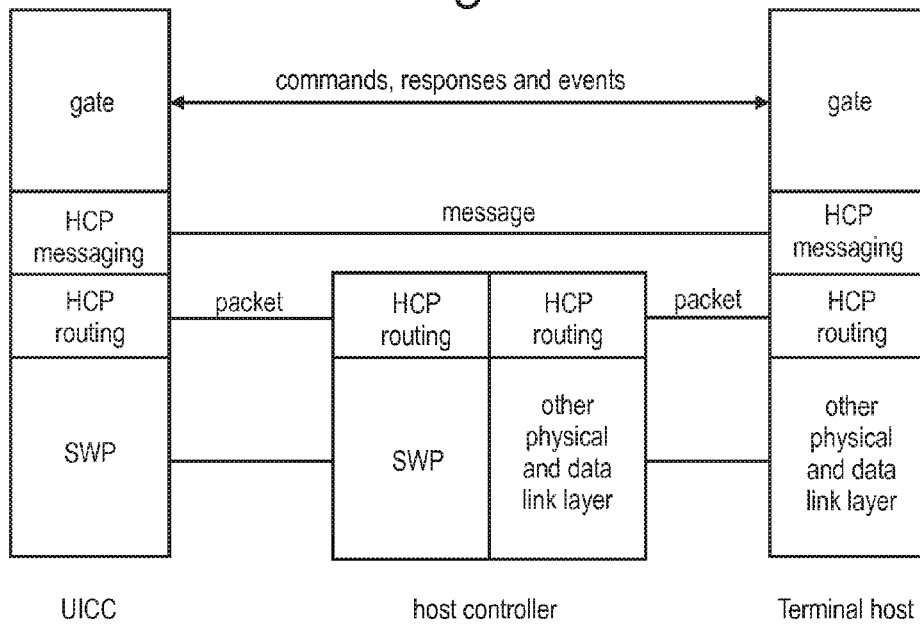 commands, responses and events
gate
gate
message
HCP
messaging
HCP
messaging
packet
packet
HCP
routing
HCP
routing
HCP
routing
HCP
routing
SWP
SWP
other
physical
and data
link layer
other
physical
and data
link layer
UICC
host controller
Terminal host